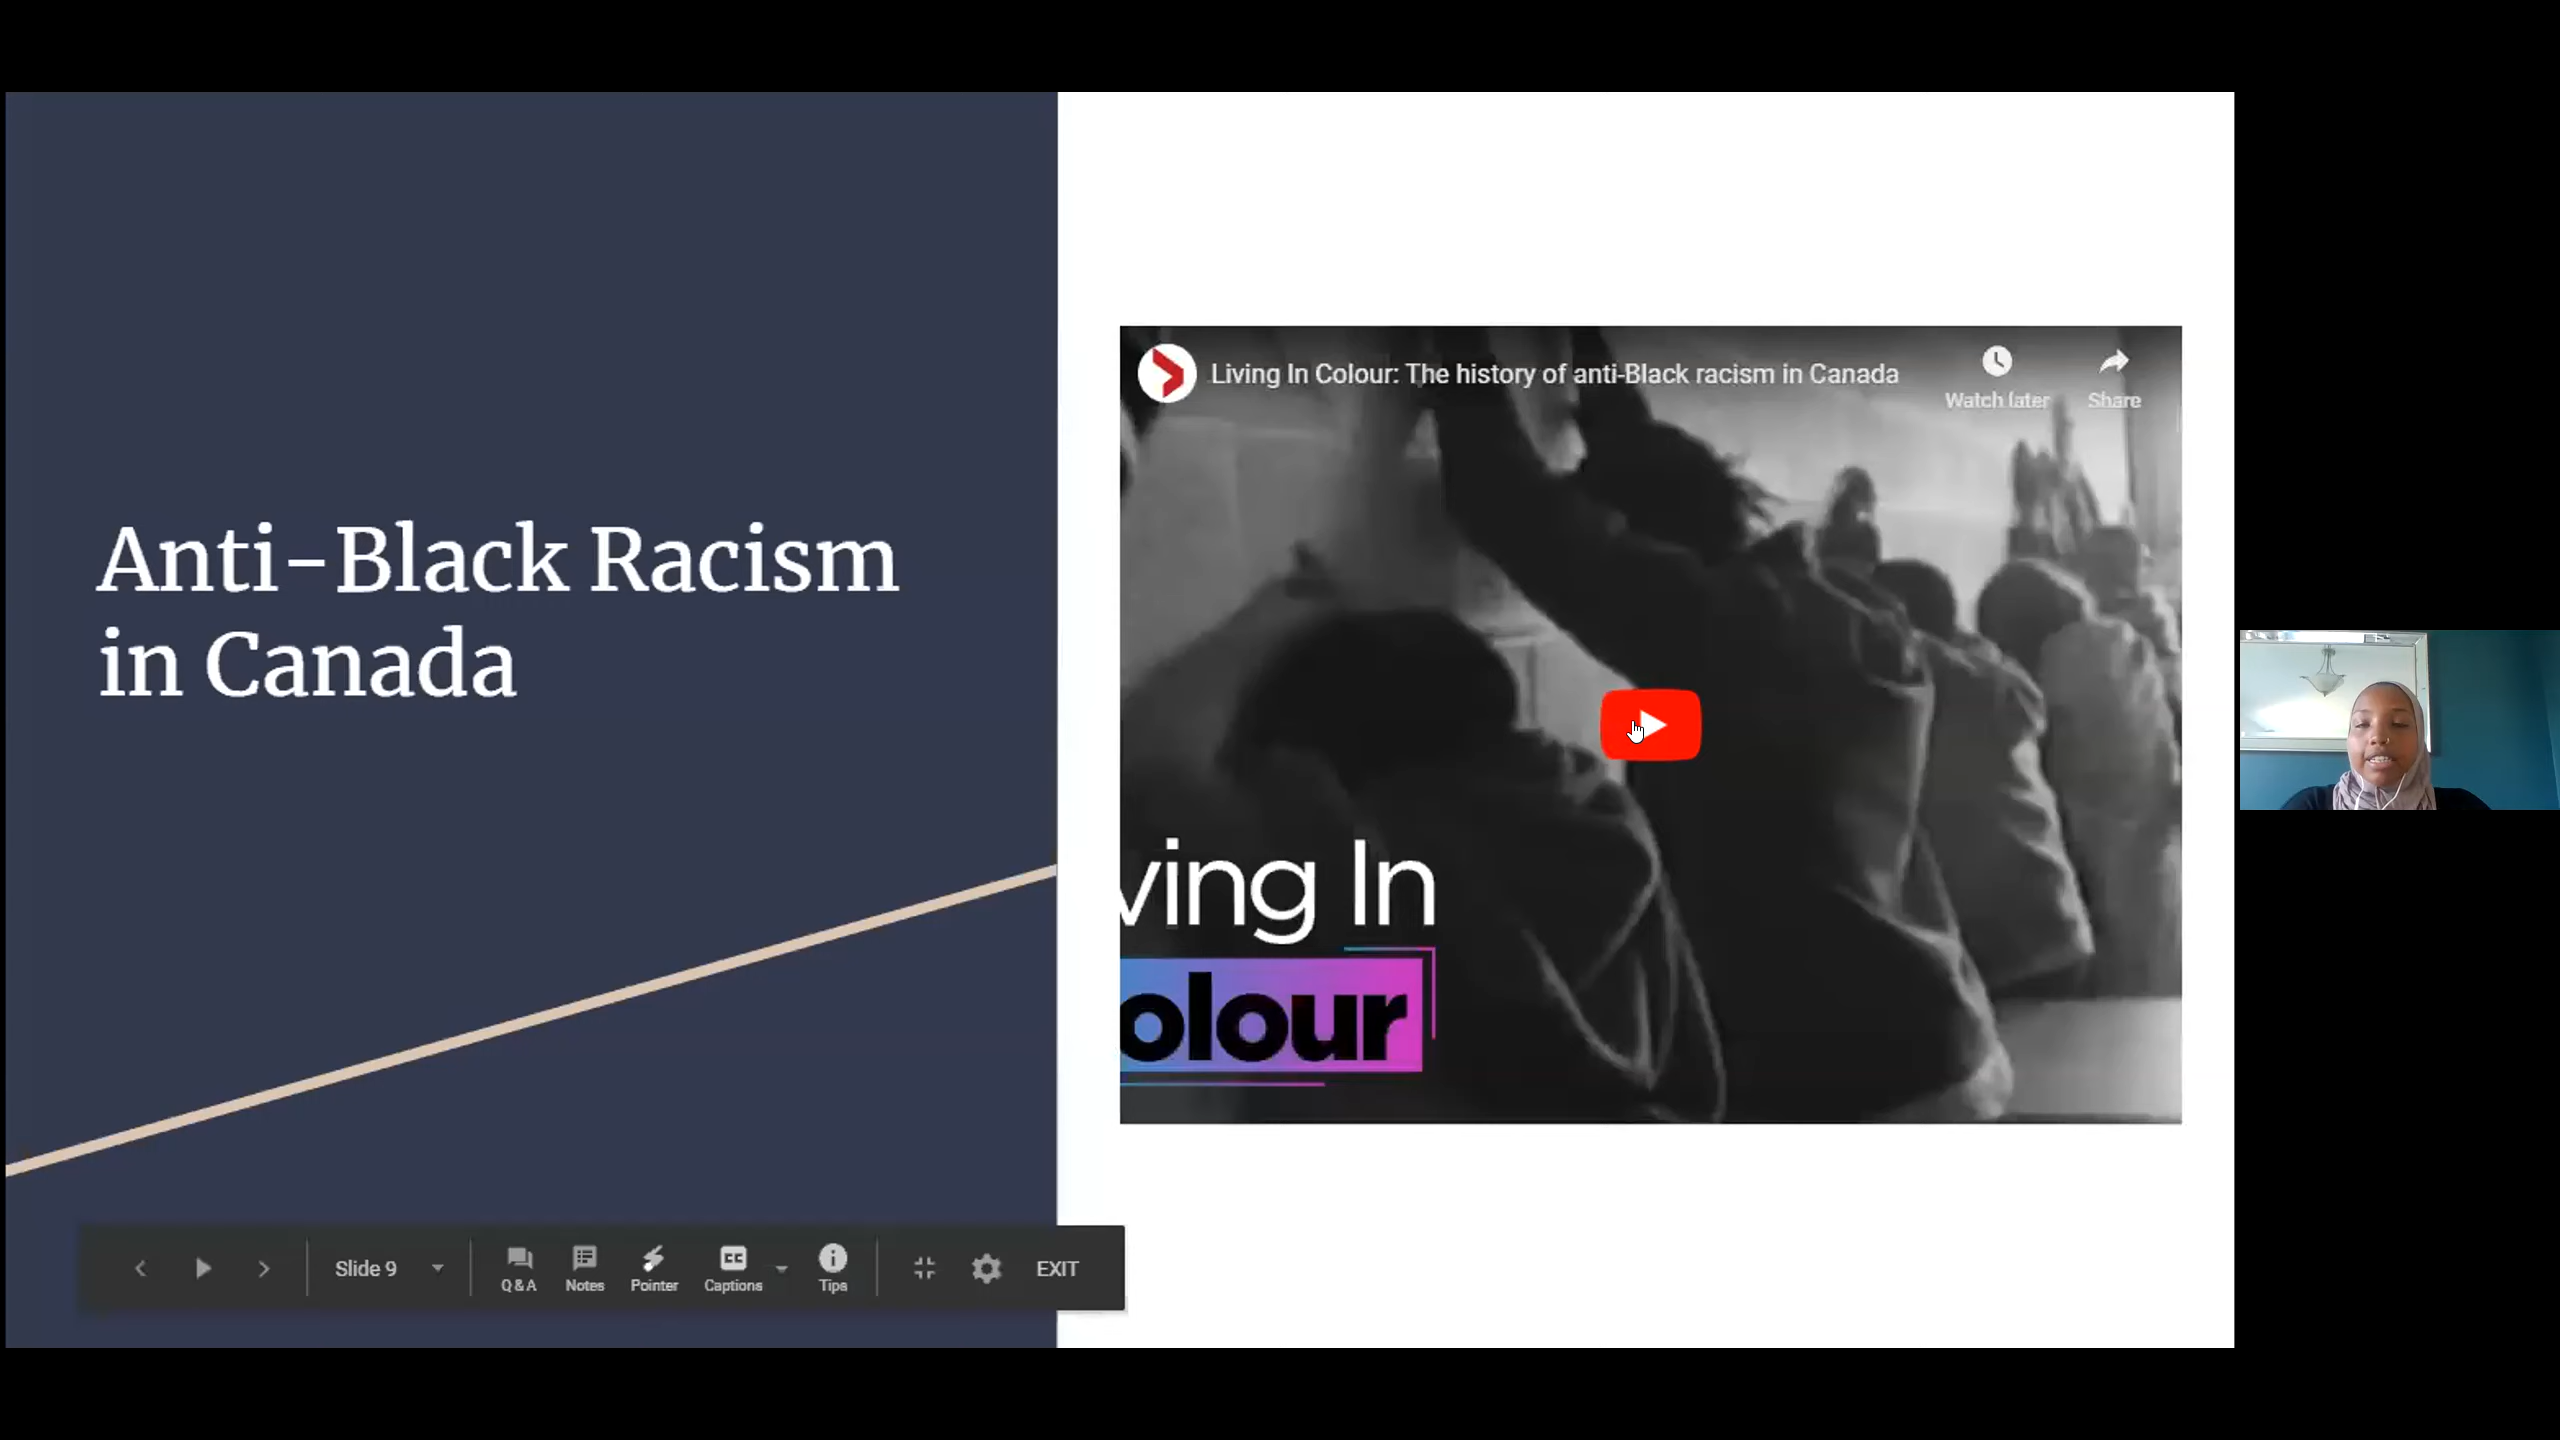 Anti-Black Racism
in Canada
Living In Colour: The history of anti-Black racism in Canada
Watch later
Share
ving In
olour
Slide 9
Q & A
Notes
Pointer
Captions
Tips
EXIT